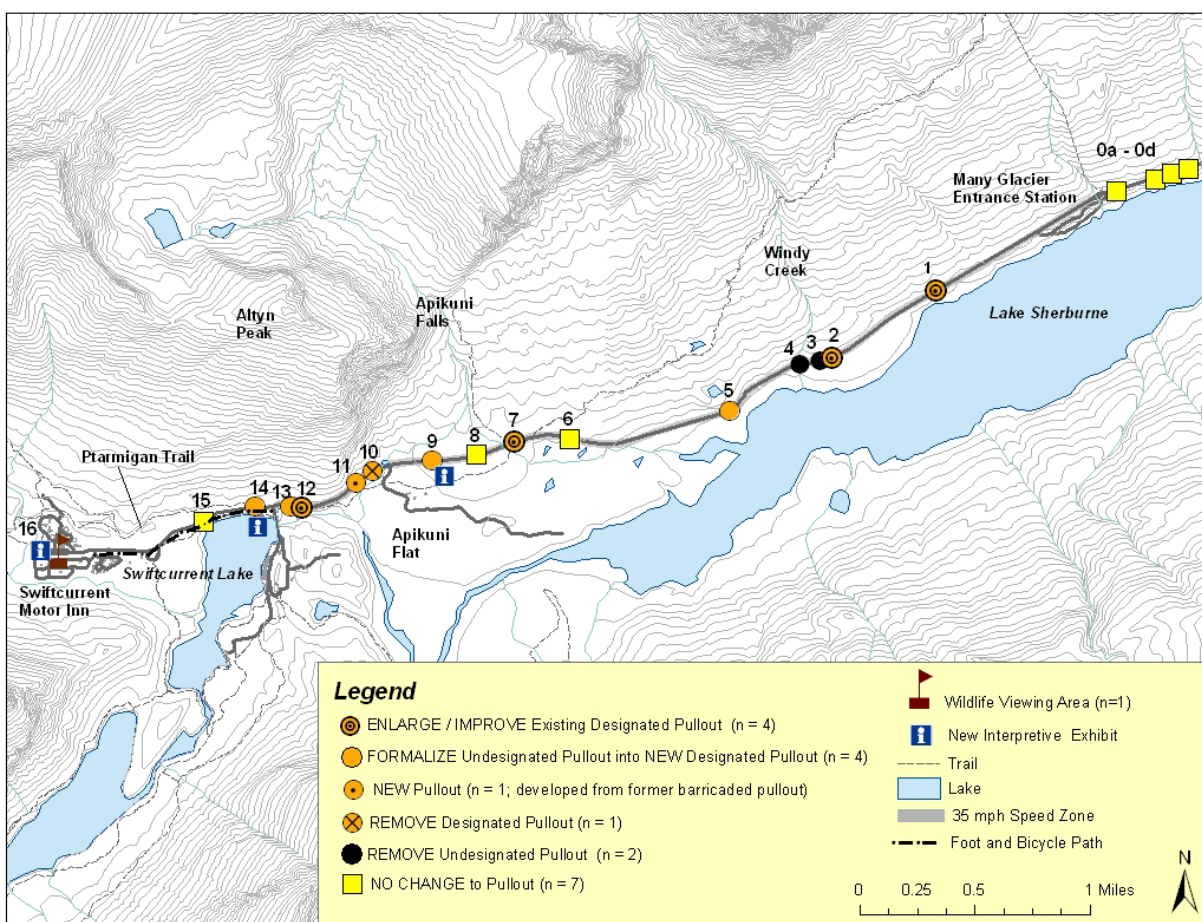 0a - 0d
Many Glacier
Entrance Station
Windy
Creek
1
Lake Sherburne
Apikuni
Falls
Altyn
Peak
2
3
4
5
6
7
8
9
10
11
12
13
14
15
16
Ptarmigan Trail
Apikuni
Flat
Swiftcurrent Lake
Swiftcurrent
Motor Inn
Legend
ENLARGE / IMPROVE Existing Designated Pullout (n = 4)
FORMALIZE Undesignated Pullout into NEW Designated Pullout (n = 4)
NEW Pullout (n = 1; developed from former barricaded pullout)
REMOVE Designated Pullout (n = 1)
REMOVE Undesignated Pullout (n = 2)
NO CHANGE to Pullout (n = 7)
Wildlife Viewing Area (n=1)
New Interpretive Exhibit
Trail
Lake
35 mph Speed Zone
Foot and Bicycle Path
N
0 0.25 0.5 1 Miles